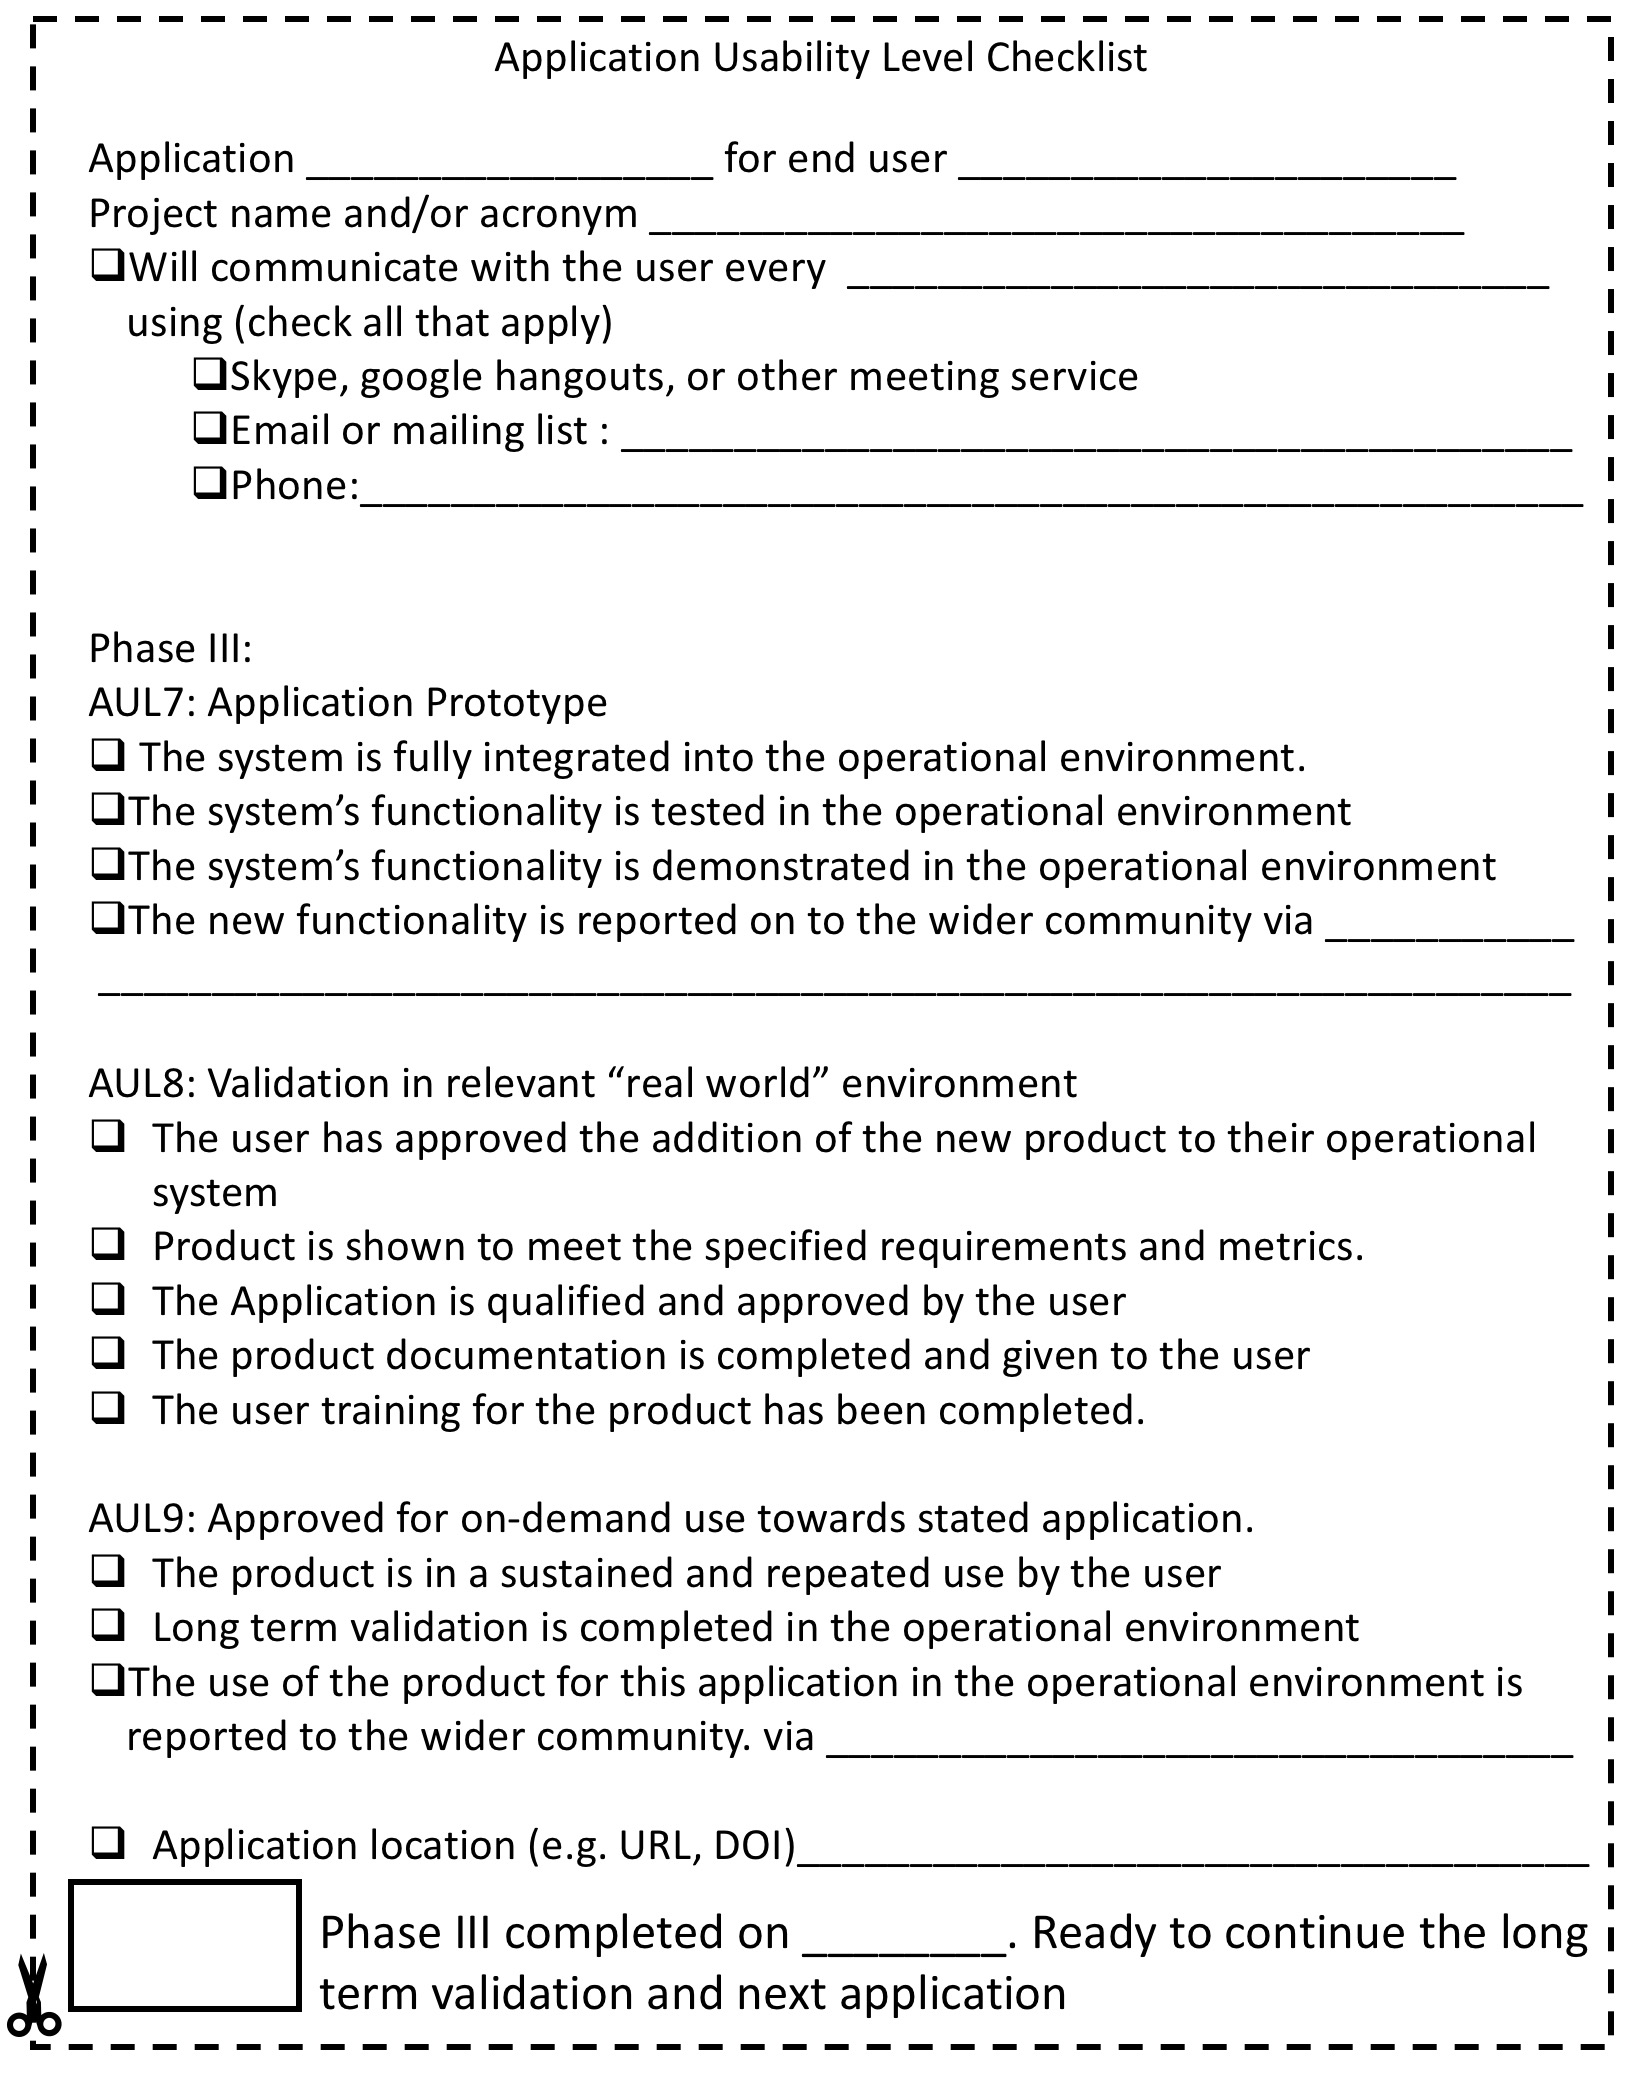 Application Usability Level Checklist
Application __________________ for end user ______________________
Project name and/or acronym ____________________________________
❑Will communicate with the user every _______________________________
using (check all that apply)
❑Skype, google hangouts, or other meeting service
❑Email or mailing list : __________________________________________
❑Phone:______________________________________________________
Phase III:
AUL7: Application Prototype
❑ The system is fully integrated into the operational environment.
❑The system’s functionality is tested in the operational environment
❑The system’s functionality is demonstrated in the operational environment
❑The new functionality is reported on to the wider community via ___________
_________________________________________________________________
AUL8: Validation in relevant “real world” environment
❑ The user has approved the addition of the new product to their operational
system
❑ Product is shown to meet the specified requirements and metrics.
❑ The Application is qualified and approved by the user
❑ The product documentation is completed and given to the user
❑ The user training for the product has been completed.
AUL9: Approved for on-demand use towards stated application.
❑ The product is in a sustained and repeated use by the user
❑ Long term validation is completed in the operational environment
❑The use of the product for this application in the operational environment is
reported to the wider community. via _________________________________
❑ Application location (e.g. URL, DOI)___________________________________
Phase III completed on ________. Ready to continue the long
term validation and next application